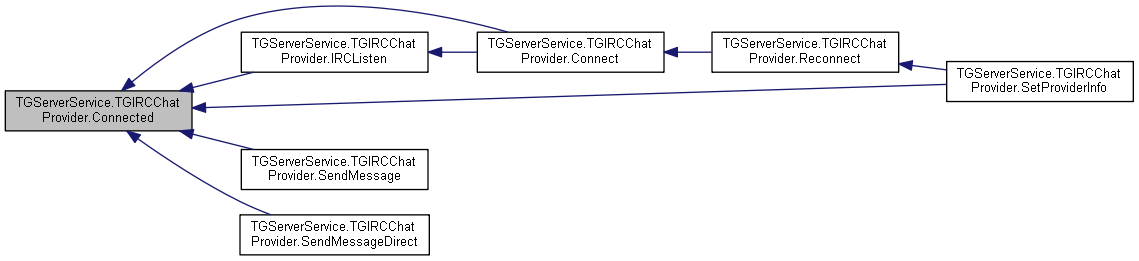 TGServerService.TGIRCChat
Provider.Connected
TGServerService.TGIRCChat
Provider.IRCListen
TGServerService.TGIRCChat
Provider.Connect
TGServerService.TGIRCChat
Provider.Reconnect
TGServerService.TGIRCChat
Provider.SetProviderInfo
TGServerService.TGIRCChat
Provider.SendMessage
TGServerService.TGIRCChat
Provider.SendMessageDirect